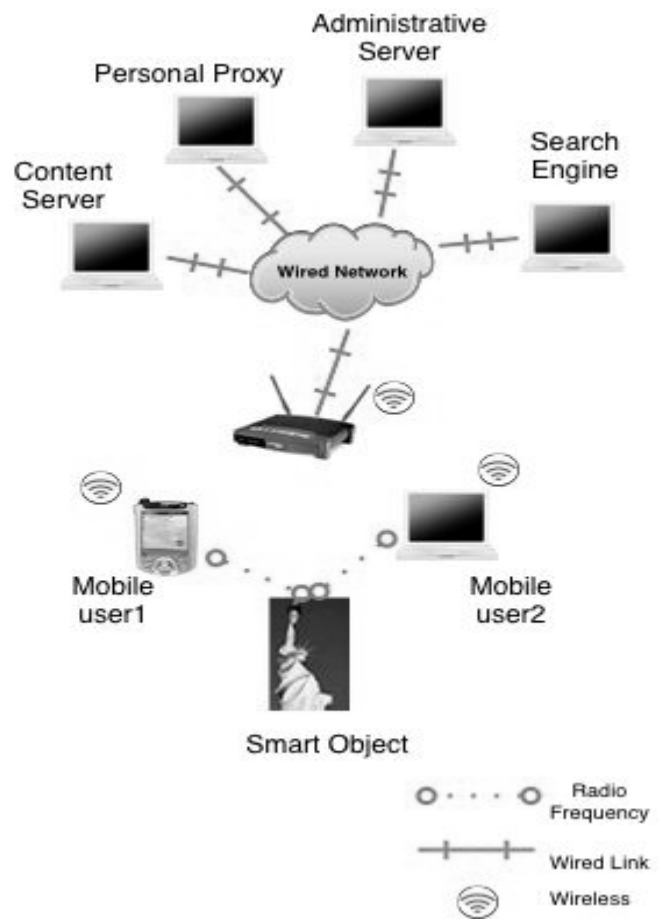 Administrative
Server
Personal Proxy
Search
Engine
Content
Server
Wired Network
Mobile
user1
Mobile
user2
Smart Object
Radio
Frequency
Wired Link
Wireless